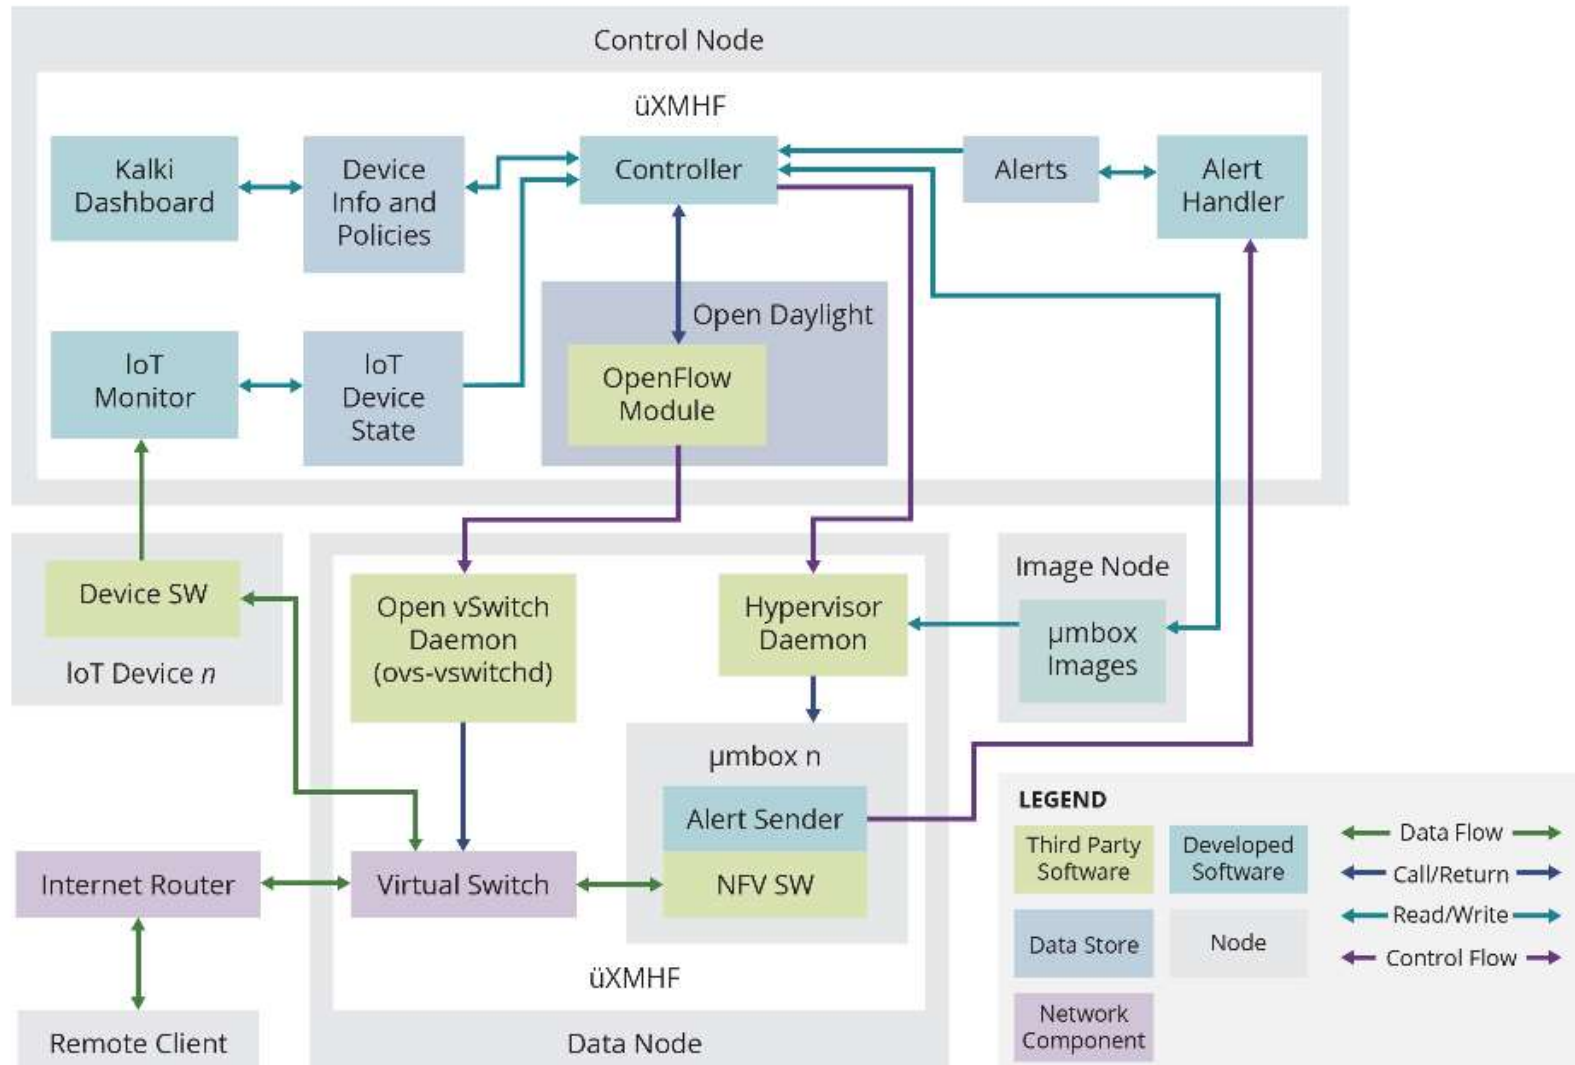 Control Node
üXMHF
Kalki
Dashboard
Device
Info and
Policies
Controller
Alerts
Alert
Handler
Open Daylight
IoT
Monitor
IoT
Device
State
OpenFlow
Module
Device SW
IoT Device n
Open vSwitch
Daemon
(ovs-vswitchd)
Hypervisor
Daemon
Image Node
µmbox
Images
µmbox n
Alert Sender
NFV SW
Internet Router
Virtual Switch
üXMHF
Remote Client
Data Node
LEGEND
Third Party
Software
Developed
Software
Data Store
Node
Network
Component
Data Flow
Call/Return
Read/Write
Control Flow